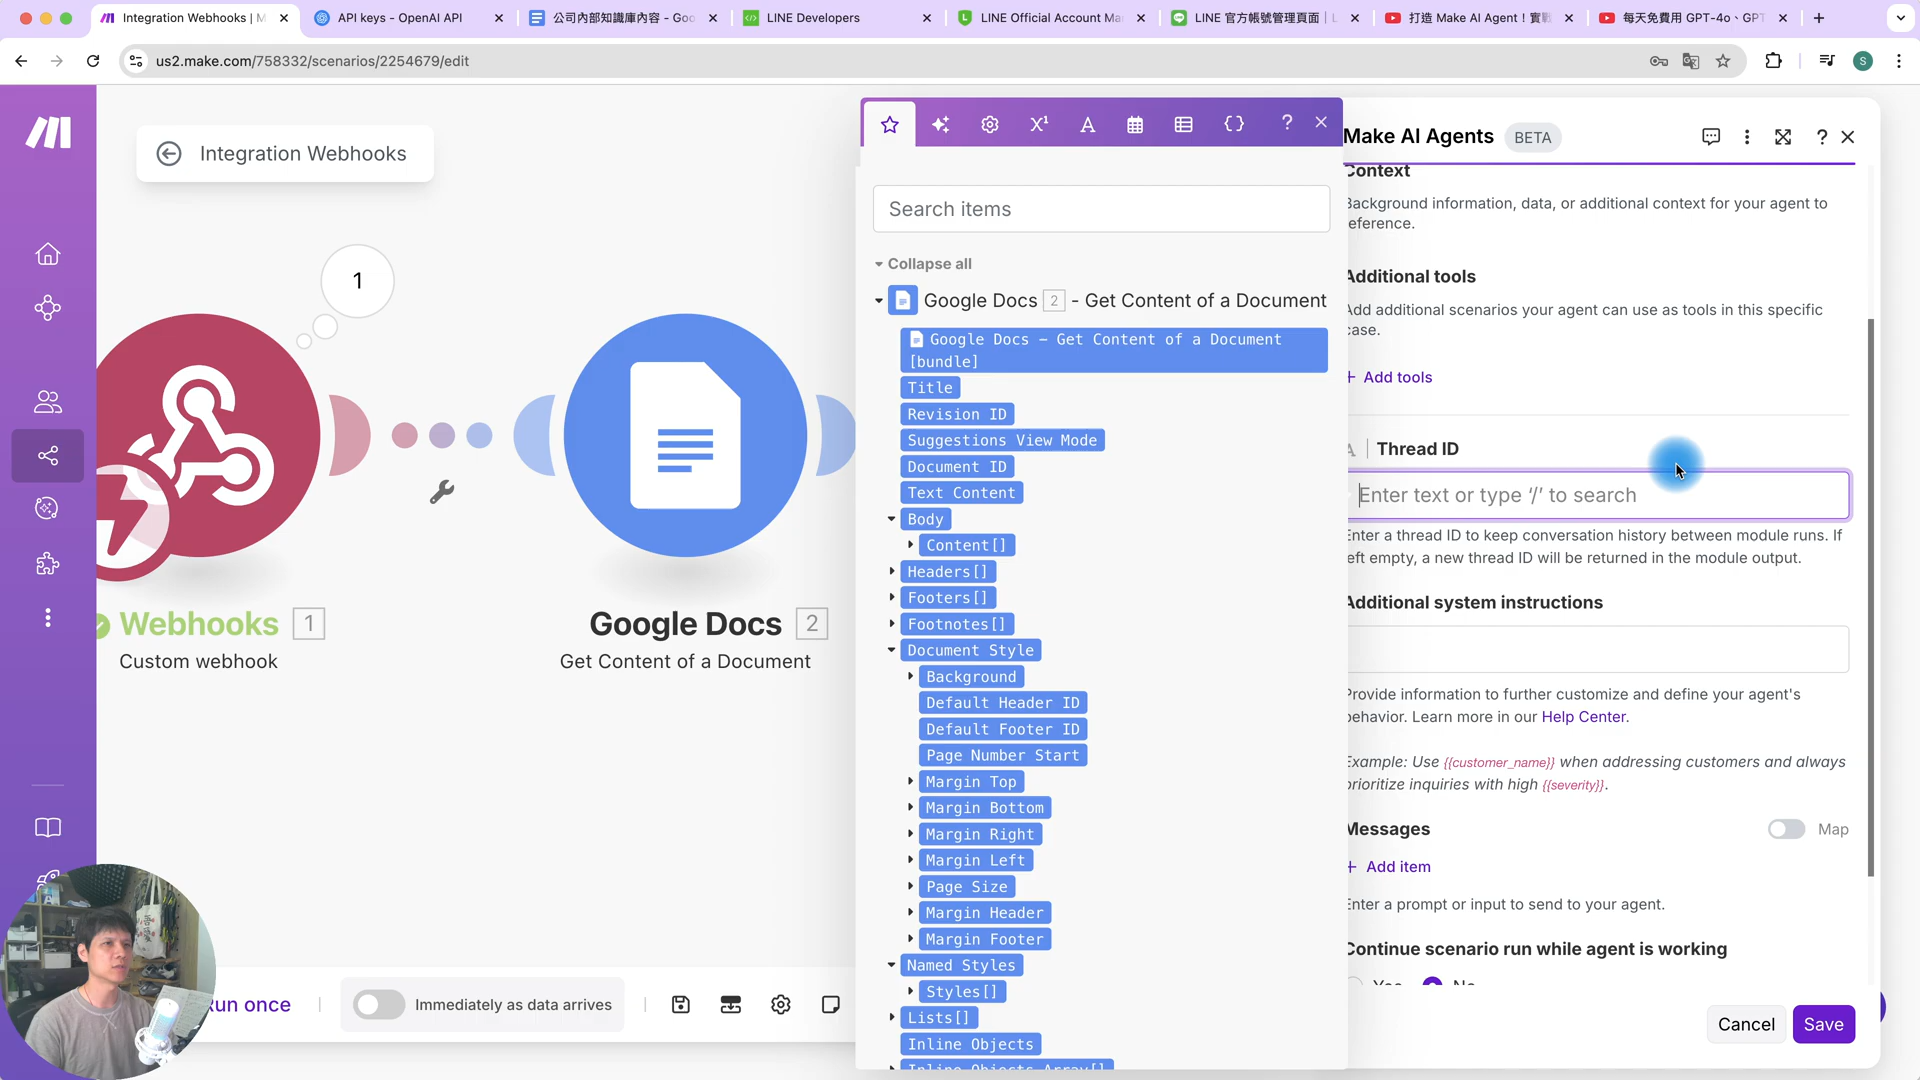 Integration Webhooks | M
API keys - OpenAI API
公司內部知識庫內容 - Goo
LINE Developers
LINE Official Account Ma
LINE 官方帳號管理頁面｜L
打造 Make AI Agent！實戰
每天免費用 GPT-4o、GPT
us2.make.com/758332/scenarios/2254679/edit
S
Integration Webhooks
1
Webhooks 1
Custom webhook
Google Docs 2
Get Content of a Document
Run once
Immediately as data arrives
Search items
Collapse all
Google Docs 2 - Get Content of a Document
Google Docs – Get Content of a Document
[bundle]
Title
Revision ID
Suggestions View Mode
Document ID
Text Content
Body
Content[]
Headers[]
Footers[]
Footnotes[]
Document Style
Background
Default Header ID
Default Footer ID
Page Number Start
Margin Top
Margin Bottom
Margin Right
Margin Left
Page Size
Margin Header
Margin Footer
Named Styles
Styles[]
Lists[]
Inline Objects
Inline Objects Array[]
Make AI Agents BETA
Context
Background information, data, or additional context for your agent to
reference.
Additional tools
Add additional scenarios your agent can use as tools in this specific
case.
+ Add tools
A Thread ID
Enter text or type ‘/’ to search
Enter a thread ID to keep conversation history between module runs. If
left empty, a new thread ID will be returned in the module output.
Additional system instructions
Provide information to further customize and define your agent's
behavior. Learn more in our Help Center.
Example: Use {{customer_name}} when addressing customers and always
prioritize inquiries with high {{severity}}.
Messages
Map
+ Add item
Enter a prompt or input to send to your agent.
Continue scenario run while agent is working
Yes No
Cancel
Save